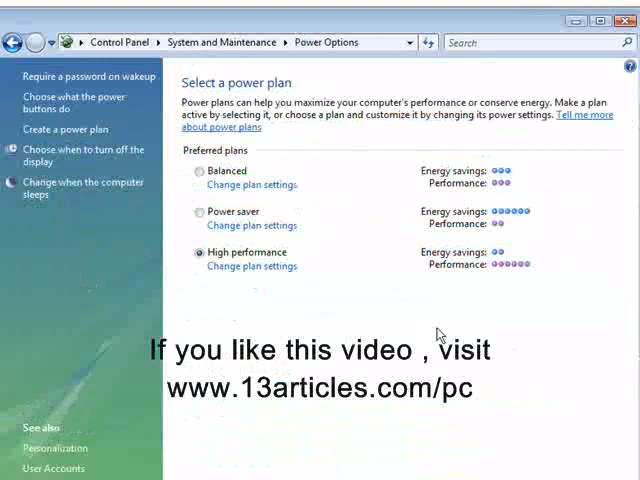 Control Panel ▸ System and Maintenance ▸ Power Options
Search
Require a password on wakeup
Choose what the power
buttons do
Create a power plan
Choose when to turn off the
display
Change when the computer
sleeps
Select a power plan
Power plans can help you maximize your computer's performance or conserve energy. Make a plan
active by selecting it, or choose a plan and customize it by changing its power settings. Tell me more
about power plans
Preferred plans
Balanced
Energy savings:
Change plan settings
Performance:
Power saver
Energy savings:
Change plan settings
Performance:
High performance
Energy savings:
Change plan settings
Performance:
If you like this video , visit
www.13articles.com/pc
See also
Personalization
User Accounts